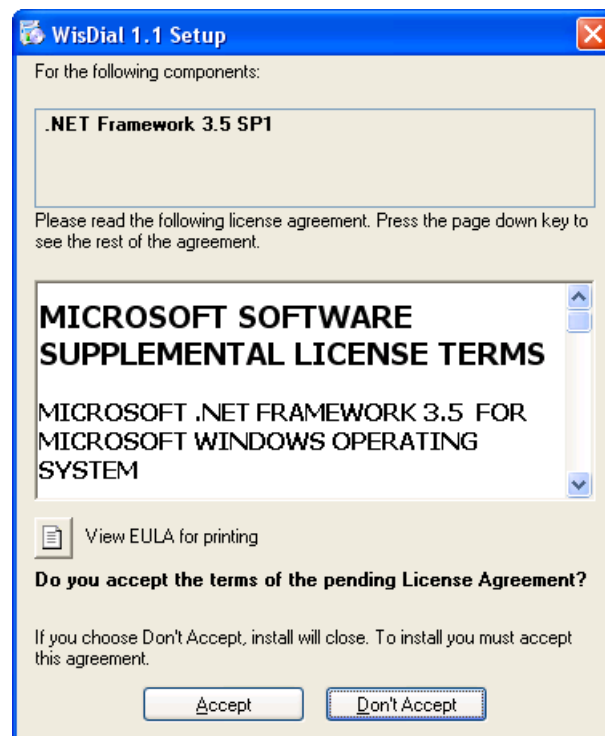 WisDial 1.1 Setup
For the following components:
.NET Framework 3.5 SP1
Please read the following license agreement. Press the page down key to
see the rest of the agreement.
MICROSOFT SOFTWARE
SUPPLEMENTAL LICENSE TERMS
MICROSOFT .NET FRAMEWORK 3.5 FOR
MICROSOFT WINDOWS OPERATING
SYSTEM
View EULA for printing
Do you accept the terms of the pending License Agreement?
If you choose Don't Accept, install will close. To install you must accept
this agreement.
Accept
Don't Accept